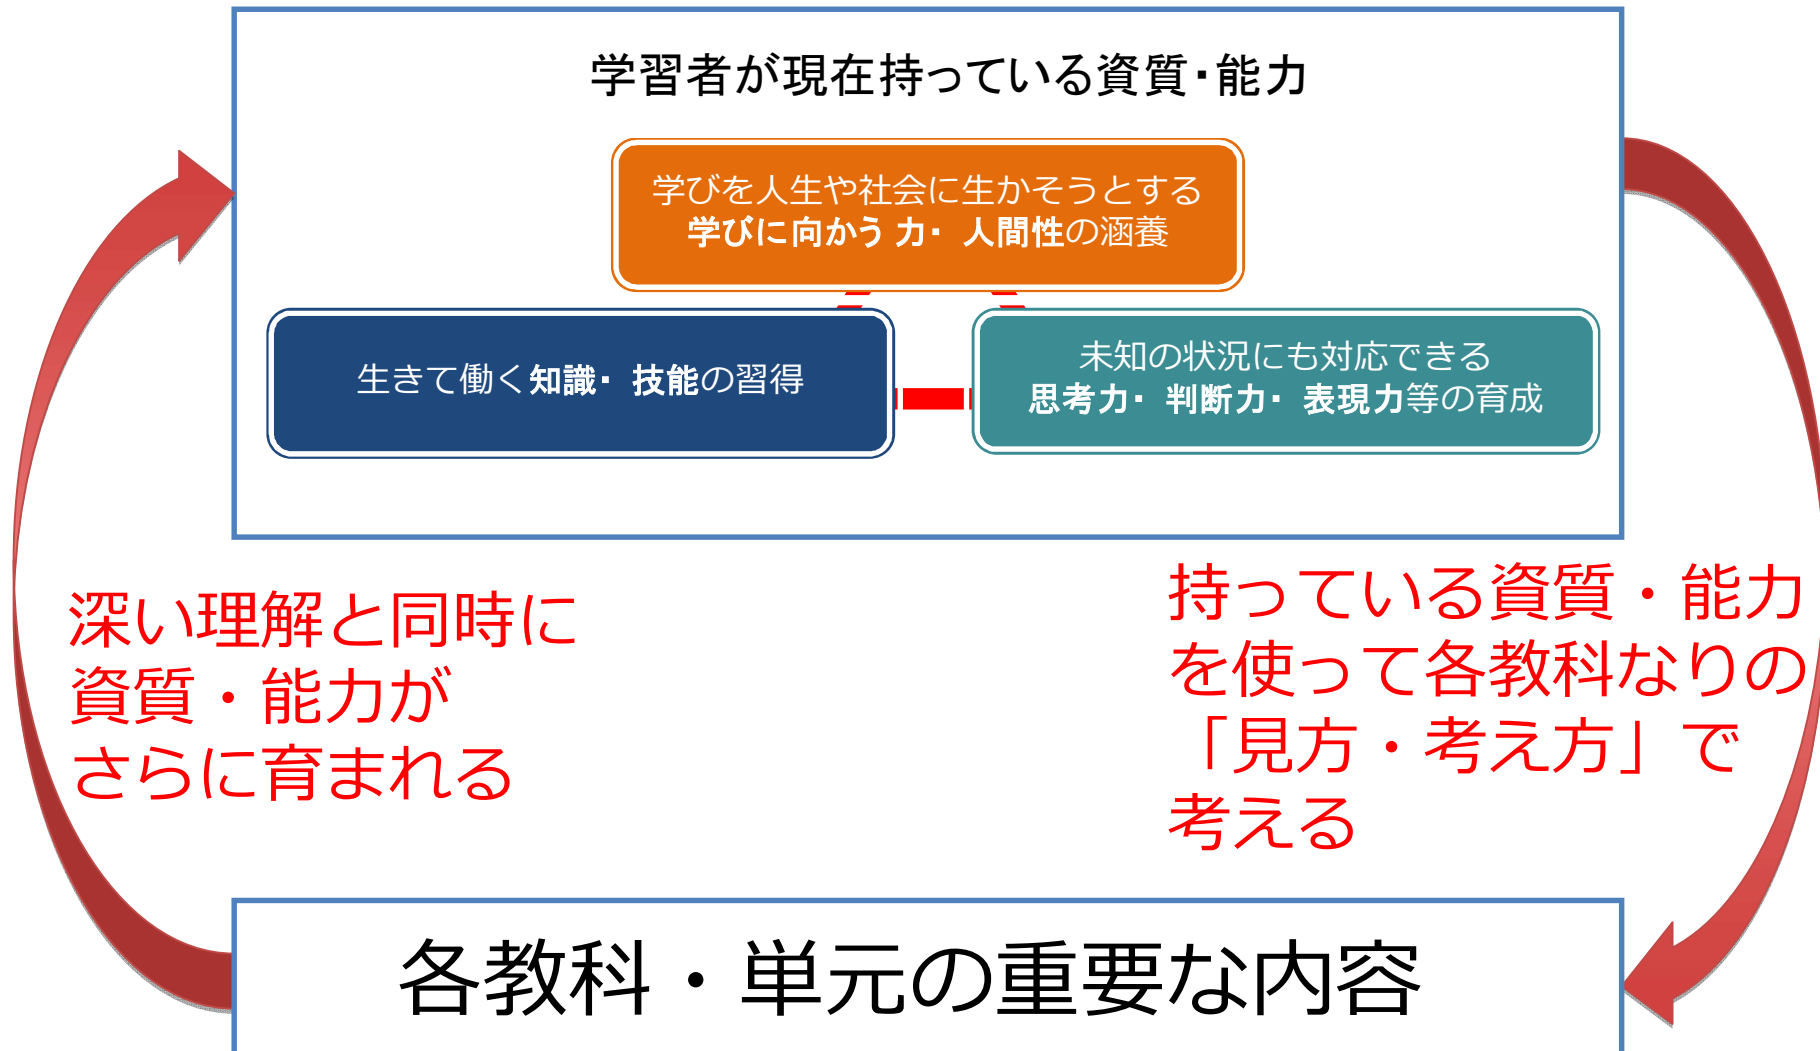 学習者が現在持っている資質・能力
学びを人生や社会に生かそうとする
学びに向かう力・人間性の涵養
生きて働く知識・技能の習得
未知の状況にも対応できる
思考力・判断力・表現力等の育成
深い理解と同時に
資質・能力が
さらに育まれる
持っている資質・能力
を使って各教科なりの
「見方・考え方」で
考える
各教科・単元の重要な内容